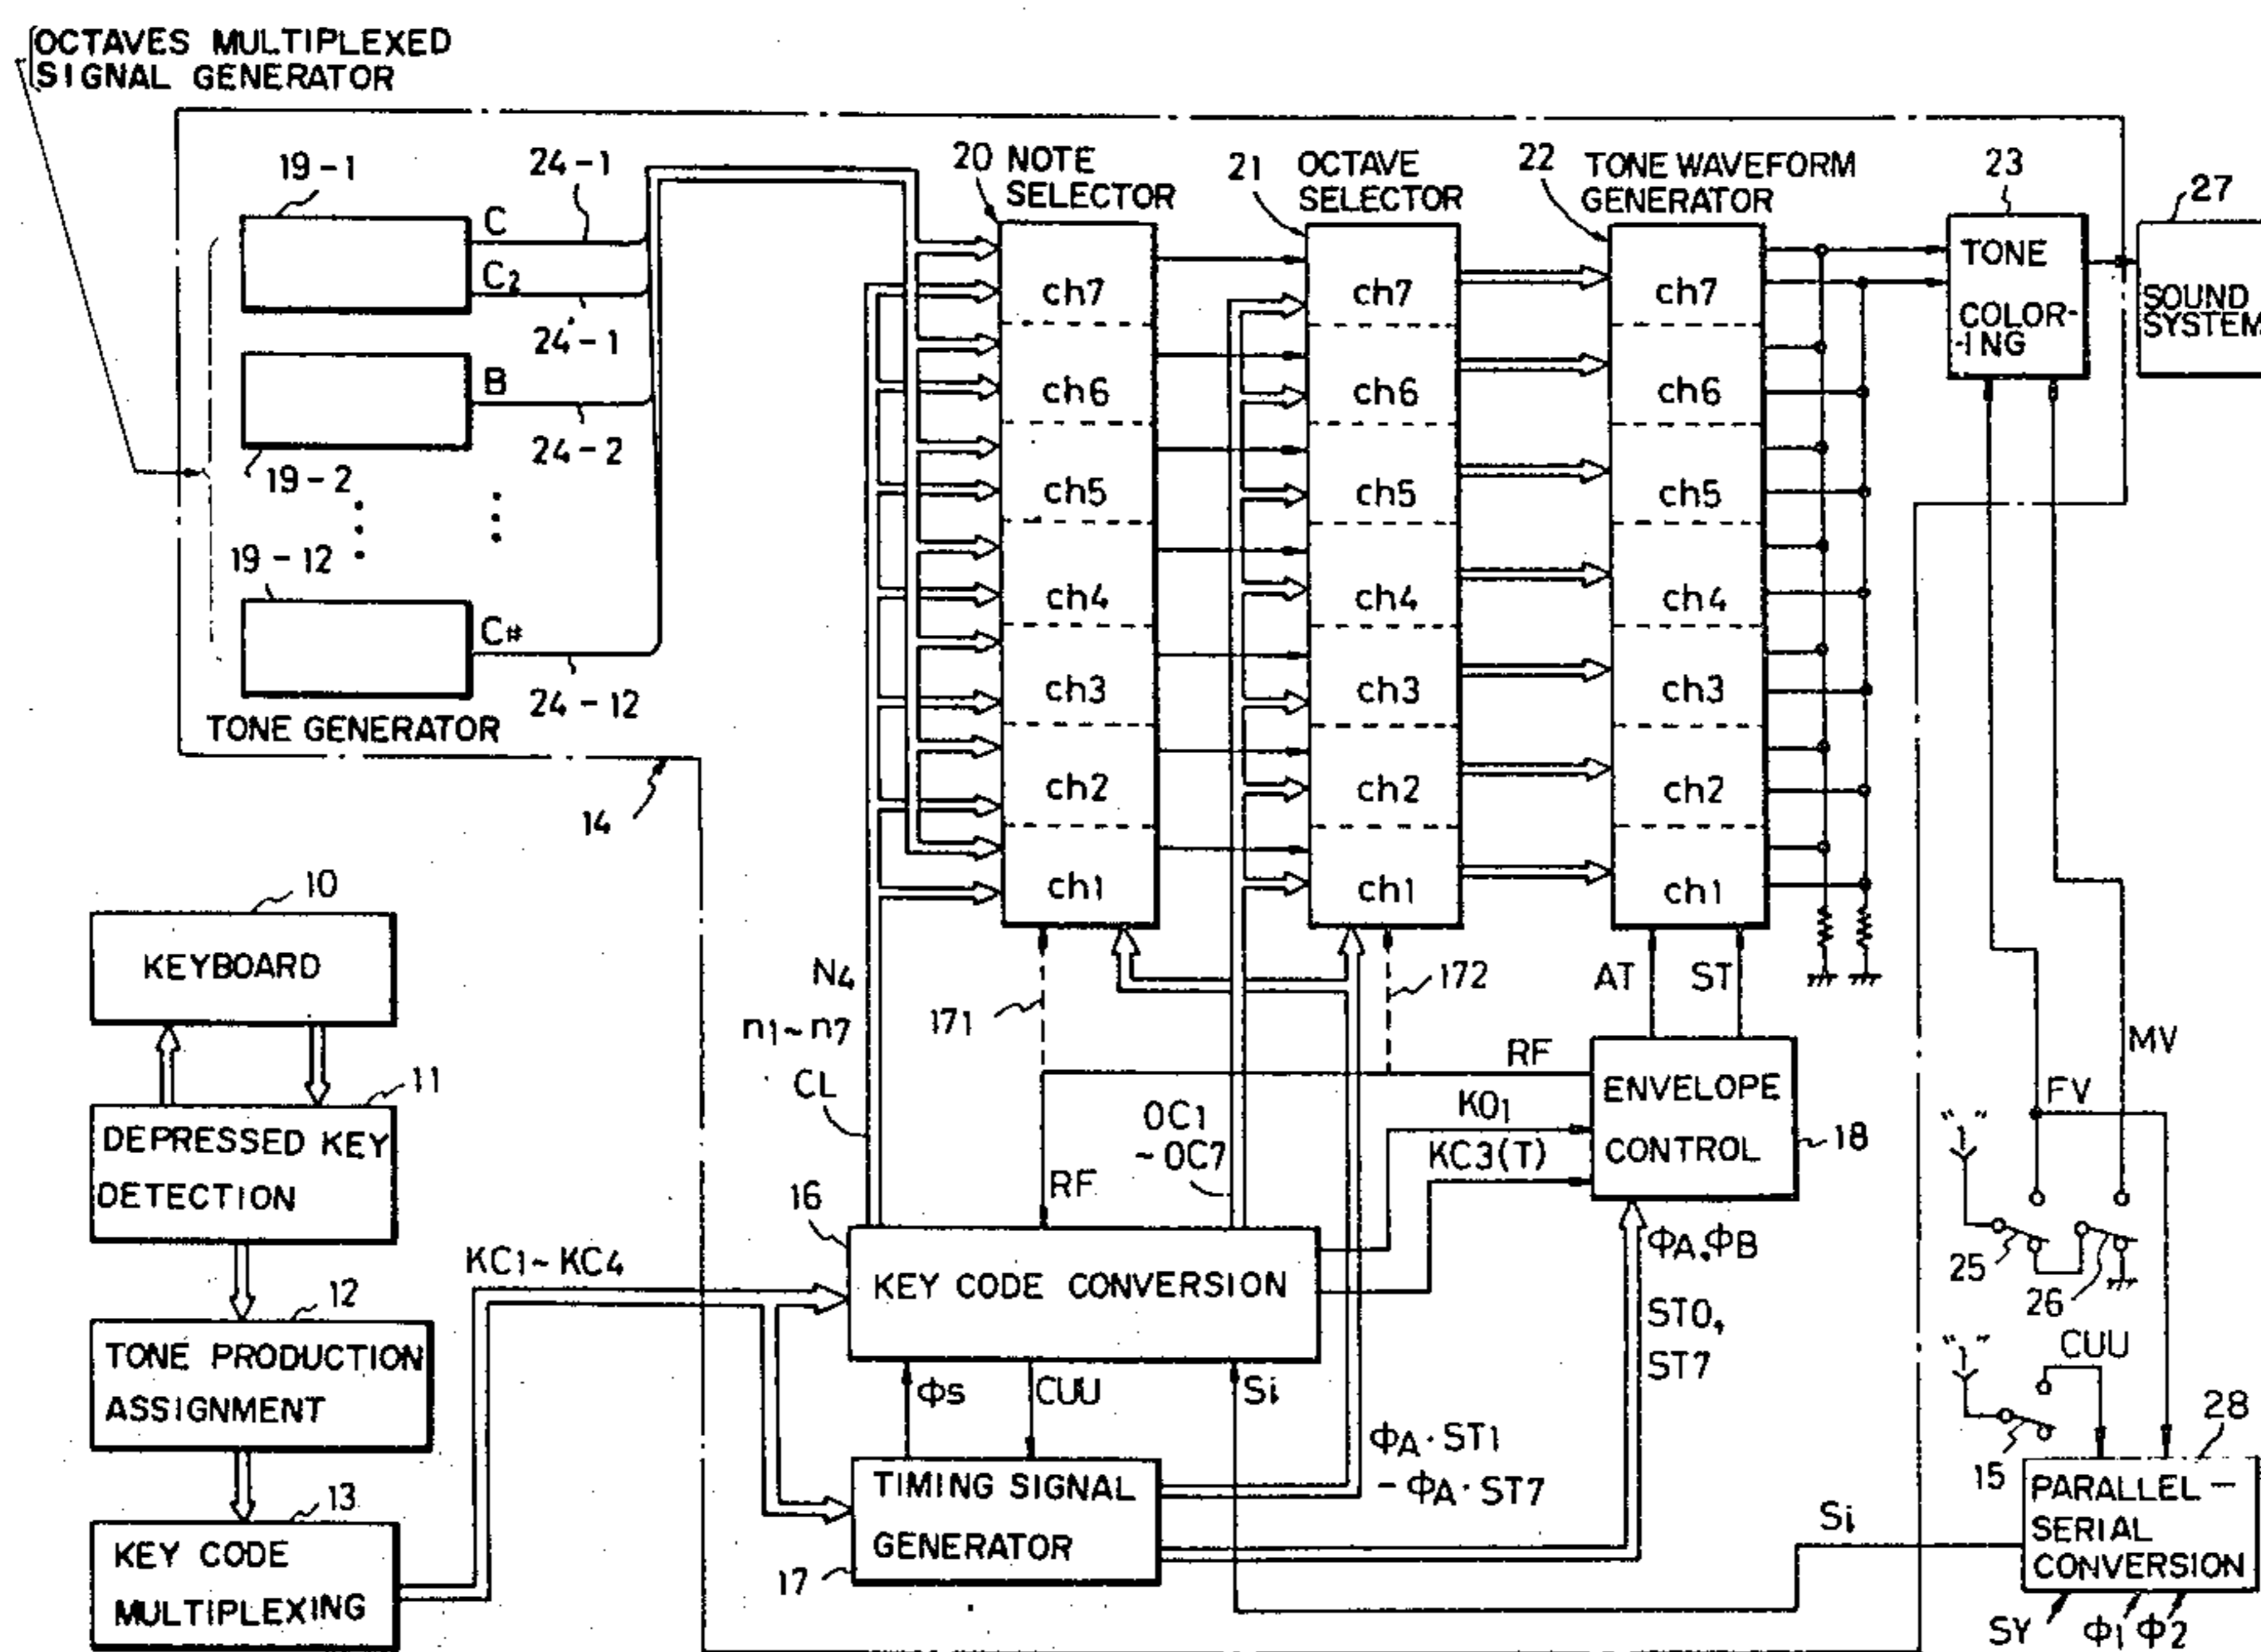 OCTAVES MULTIPLEXED
SIGNAL GENERATOR
19-1
C
24-1
C2
24'-1
B
24-2
19-2
19-12
C#
24-12
TONE GENERATOR
14
20 NOTE
SELECTOR
ch7
ch6
ch5
ch4
ch3
ch2
ch1
21 OCTAVE
SELECTOR
ch7
ch6
ch5
ch4
ch3
ch2
ch1
22 TONE WAVEFORM
GENERATOR
ch7
ch6
ch5
ch4
ch3
ch2
ch1
23
TONE
COLOR-
-ING
27
SOUND
SYSTEM
10
KEYBOARD
11
DEPRESSED KEY
DETECTION
12
TONE PRODUCTION
ASSIGNMENT
13
KEY CODE
MULTIPLEXING
KC1~KC4
N4
n1~n7
CL
171
172
RF
RF
OC1
~OC7
KO1
KC3(T)
AT
ST
ENVELOPE
CONTROL
18
16
KEY CODE CONVERSION
φs
CUU
Si
φA,φB
ST0,
ST7
φA·ST1
-φA·ST7
TIMING SIGNAL
GENERATOR
17
MV
FV
"1"
25
26
CUU
"1"
15
28
PARALLEL-
SERIAL
CONVERSION
Si
SY
φ1 φ2